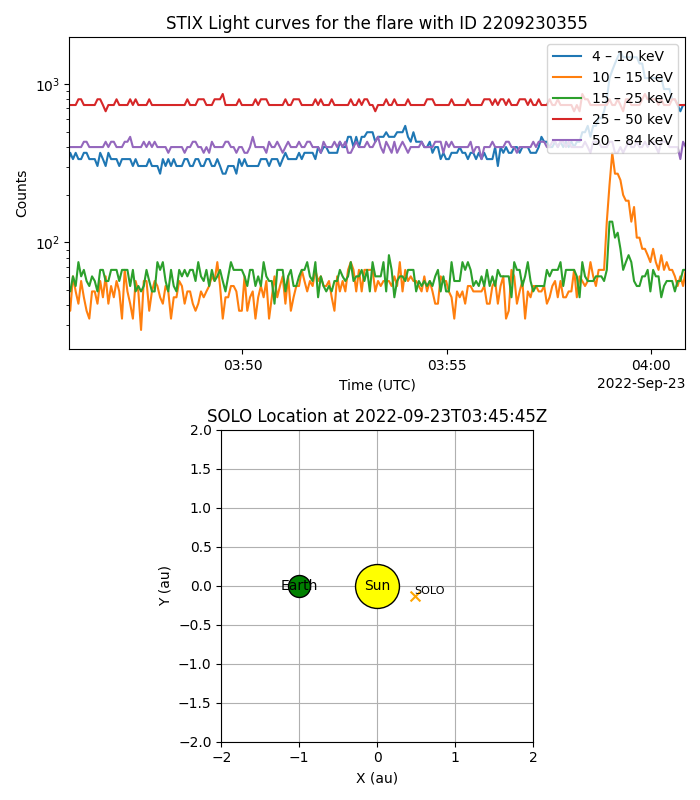 STIX Light curves for the flare with ID 2209230355
4 – 10 keV
10 – 15 keV
15 – 25 keV
25 – 50 keV
50 – 84 keV
10³
10²
Counts
03:50 03:55 04:00
Time (UTC)
2022-Sep-23
SOLO Location at 2022-09-23T03:45:45Z
2.0
1.5
1.0
0.5
0.0
−0.5
−1.0
−1.5
−2.0
Y (au)
Earth
Sun
SOLO
−2 −1 0 1 2
X (au)